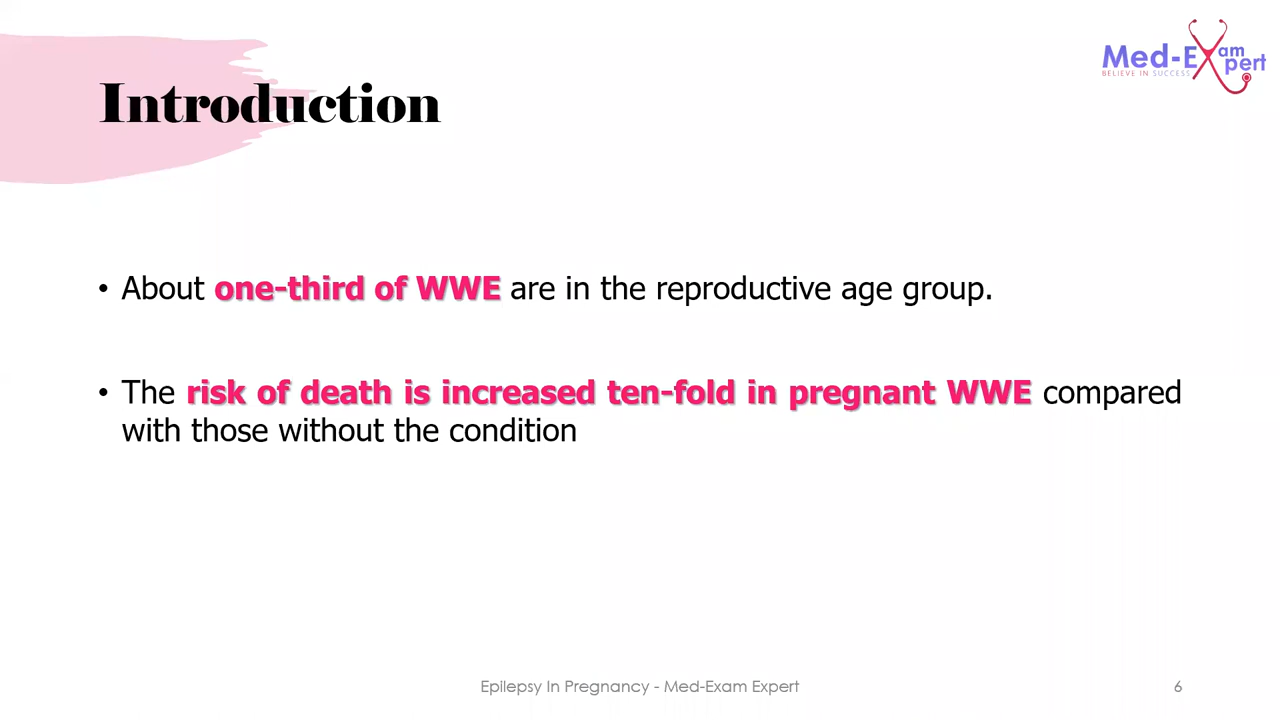 Med-Exam Expert
BELIEVE IN SUCCESS
Introduction
• About one-third of WWE are in the reproductive age group.
• The risk of death is increased ten-fold in pregnant WWE compared
with those without the condition
Epilepsy In Pregnancy - Med-Exam Expert
6